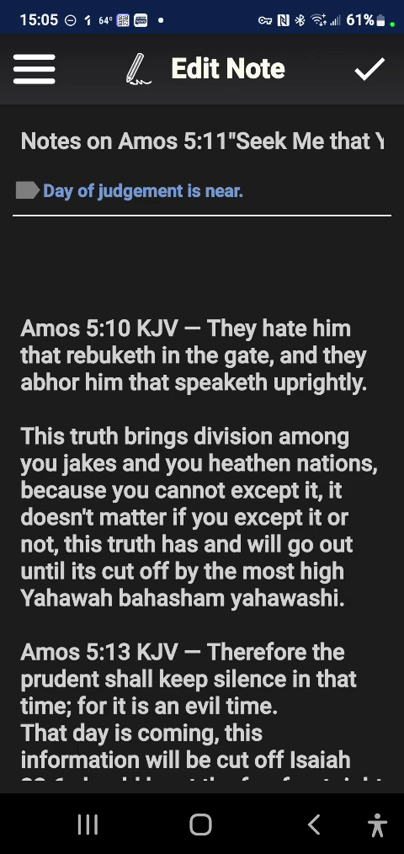 15:05 64° 61%
Edit Note
Notes on Amos 5:11"Seek Me that Y
Day of judgement is near.
Amos 5:10 KJV — They hate him
that rebuketh in the gate, and they
abhor him that speaketh uprightly.
This truth brings division among
you jakes and you heathen nations,
because you cannot except it, it
doesn't matter if you except it or
not, this truth has and will go out
until its cut off by the most high
Yahawah bahasham yahawashi.
Amos 5:13 KJV — Therefore the
prudent shall keep silence in that
time; for it is an evil time.
That day is coming, this
information will be cut off Isaiah